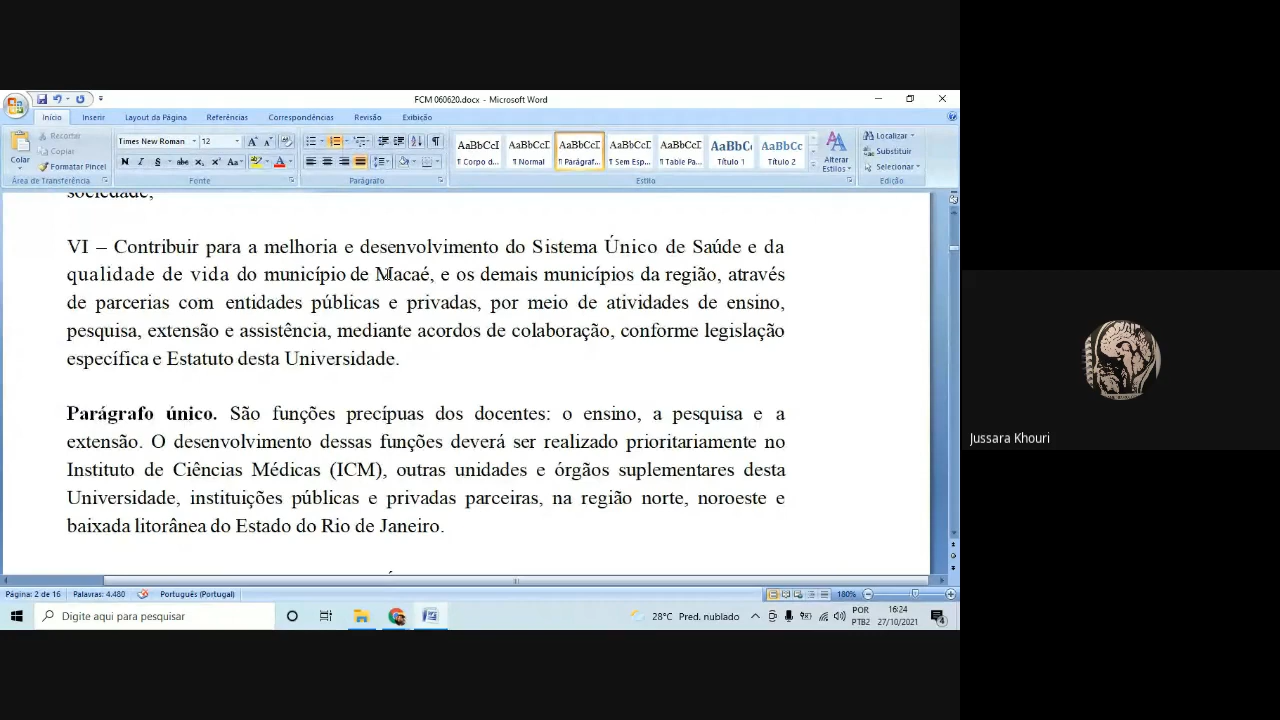 FCM 060620.docx - Microsoft Word
Início Inserir Layout da Página Referências Correspondências Revisão Exibição
Colar
Recortar
Copiar
Formatar Pincel
Área de Transferência
Times New Roman 12
Fonte
Parágrafo
AaBbCcI AaBbCcI AaBbCcI AaBbCcI AaBbCcI AaBbCc AaBbCc
¶ Corpo d... ¶ Normal ¶ Parágraf... ¶ Sem Esp... ¶ Table Pa... Título 1 Título 2
Estilo
Alterar
Estilos
Localizar
Substituir
Selecionar
Edição
sociedade;
VI – Contribuir para a melhoria e desenvolvimento do Sistema Único de Saúde e da
qualidade de vida do município de Macaé, e os demais municípios da região, através
de parcerias com entidades públicas e privadas, por meio de atividades de ensino,
pesquisa, extensão e assistência, mediante acordos de colaboração, conforme legislação
específica e Estatuto desta Universidade.
Parágrafo único. São funções precípuas dos docentes: o ensino, a pesquisa e a
extensão. O desenvolvimento dessas funções deverá ser realizado prioritariamente no
Instituto de Ciências Médicas (ICM), outras unidades e órgãos suplementares desta
Universidade, instituições públicas e privadas parceiras, na região norte, noroeste e
baixada litorânea do Estado do Rio de Janeiro.
Página: 2 de 16 Palavras: 4.480 Português (Portugal) 180%
Digite aqui para pesquisar
28°C Pred. nublado
POR
PTB2
16:24
27/10/2021
4
Jussara Khouri